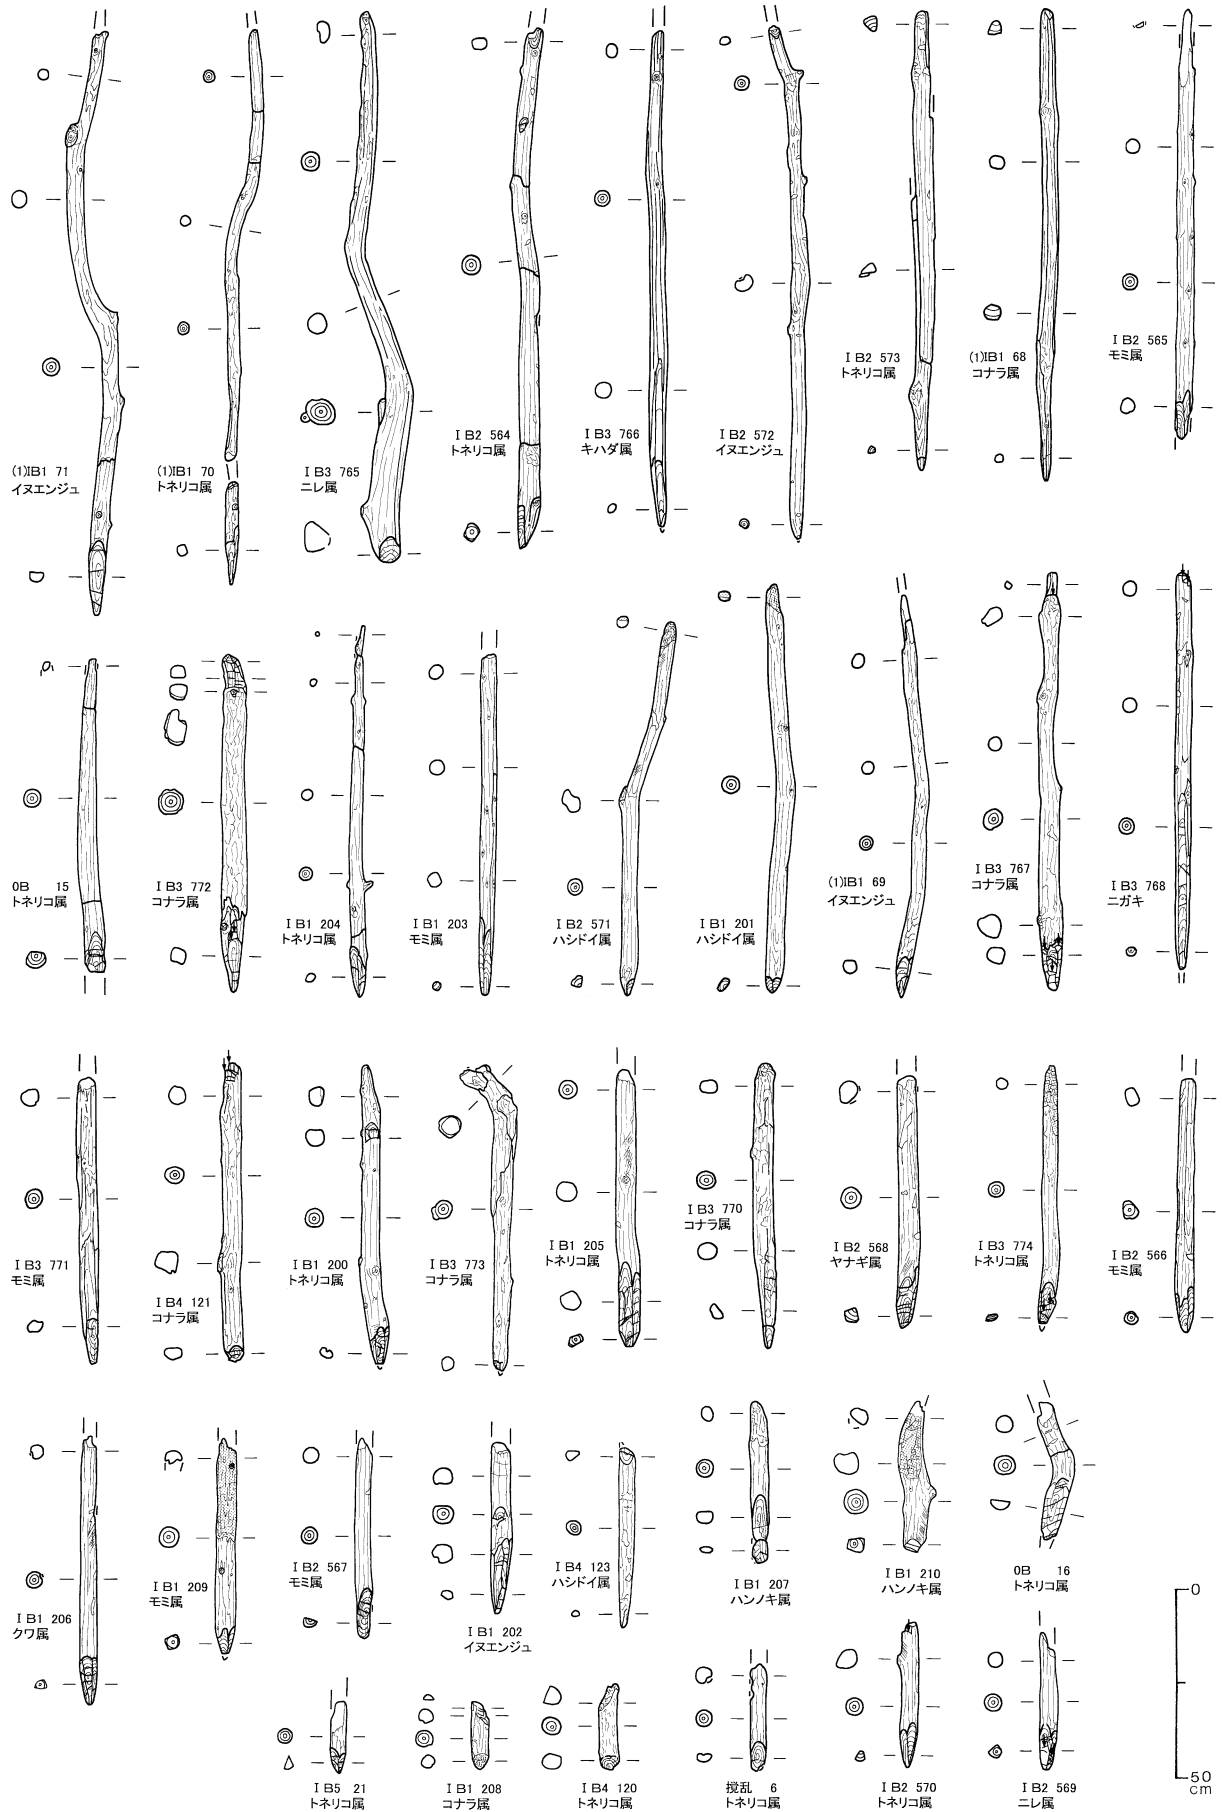 (1)ⅠB1 71
イヌエンジュ
(1)ⅠB1 70
トネリコ属
ⅠB3 765
ニレ属
ⅠB2 564
トネリコ属
ⅠB3 766
キハダ属
ⅠB2 572
イヌエンジュ
ⅠB2 573
トネリコ属
(1)ⅠB1 68
コナラ属
ⅠB2 565
モミ属
0B 15
トネリコ属
ⅠB3 772
コナラ属
ⅠB1 204
トネリコ属
ⅠB1 203
モミ属
ⅠB2 571
ハシドイ属
ⅠB1 201
ハシドイ属
(1)ⅠB1 69
イヌエンジュ
ⅠB3 767
コナラ属
ⅠB3 768
ニガキ
ⅠB3 771
モミ属
ⅠB4 121
コナラ属
ⅠB1 200
トネリコ属
ⅠB3 773
コナラ属
ⅠB1 205
トネリコ属
ⅠB3 770
コナラ属
ⅠB2 568
ヤナギ属
ⅠB3 774
トネリコ属
ⅠB2 566
モミ属
ⅠB1 206
クワ属
ⅠB1 209
モミ属
ⅠB2 567
モミ属
ⅠB1 202
イヌエンジュ
ⅠB4 123
ハシドイ属
ⅠB1 207
ハンノキ属
ⅠB1 210
ハンノキ属
0B 16
トネリコ属
ⅠB5 21
トネリコ属
ⅠB1 208
コナラ属
ⅠB4 120
トネリコ属
撹乱 6
トネリコ属
ⅠB2 570
トネリコ属
ⅠB2 569
ニレ属
0
50
cm